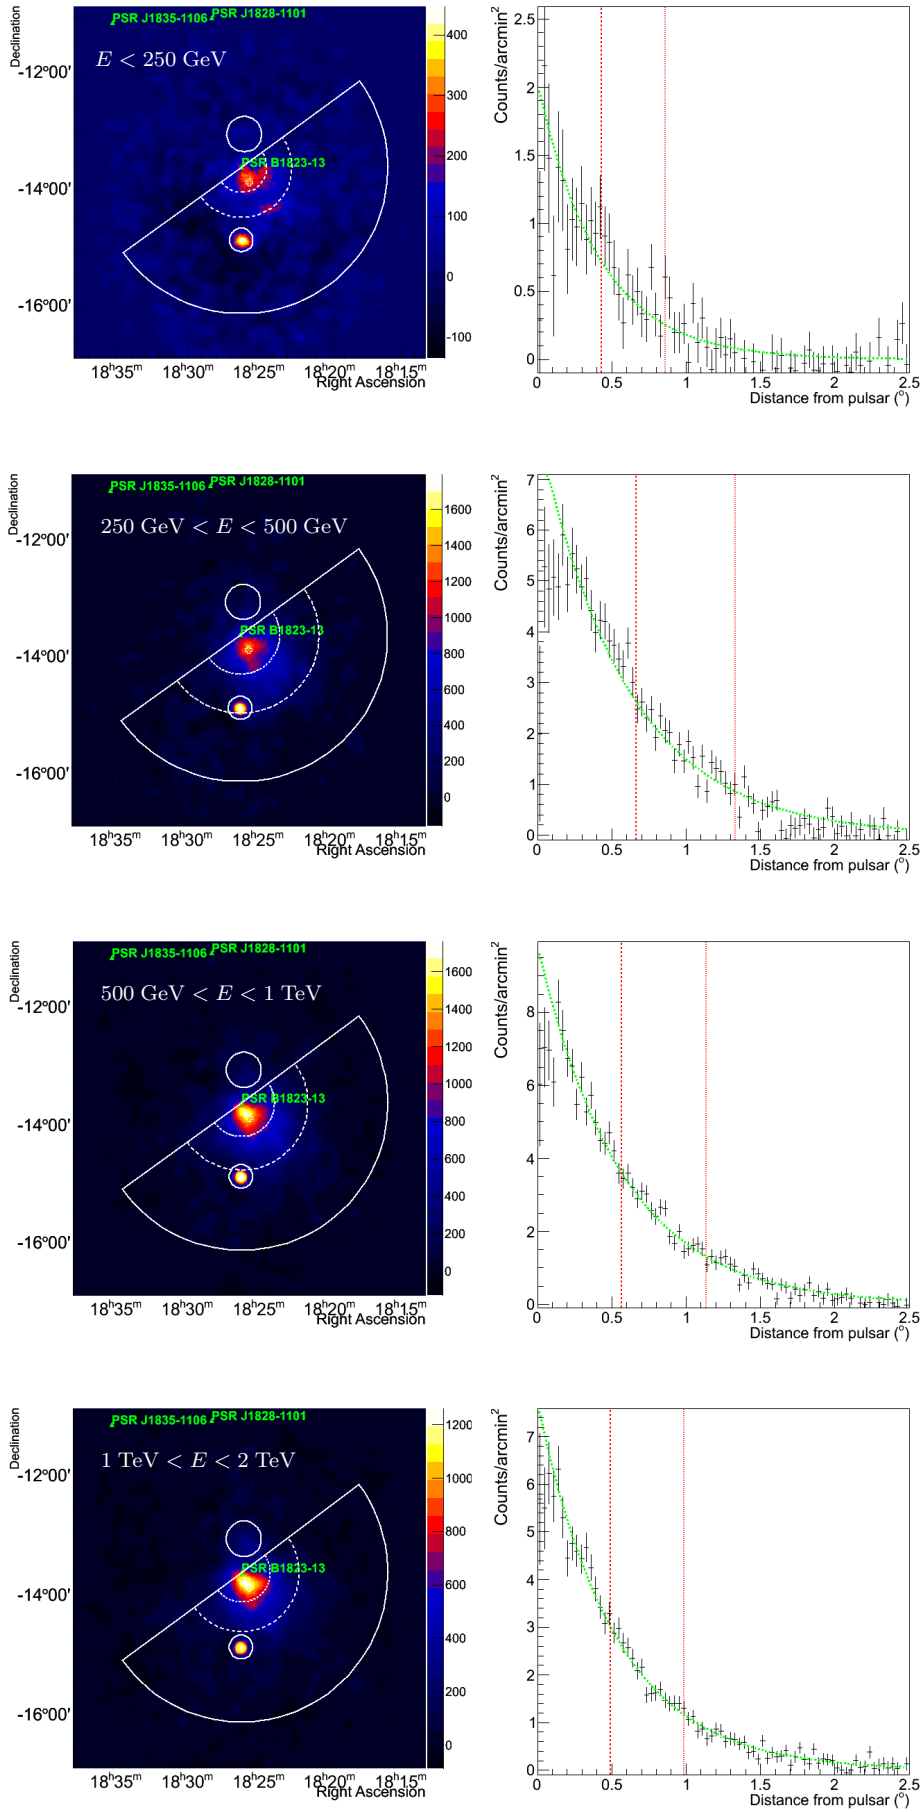 PSR J1835-1106 PSR J1828-1101
E < 250 GeV
PSR B1823-13
Declination
-12°00'
-14°00'
-16°00'
18h35m 18h30m 18h25m 18h20m 18h15m
Right Ascension
400
300
200
100
0
-100
Counts/arcmin²
2.5
2
1.5
1
0.5
0
0 0.5 1 1.5 2 2.5
Distance from pulsar (°)
PSR J1835-1106 PSR J1828-1101
250 GeV < E < 500 GeV
PSR B1823-13
Declination
-12°00'
-14°00'
-16°00'
18h35m 18h30m 18h25m 18h20m 18h15m
Right Ascension
1600
1400
1200
1000
800
600
400
200
0
Counts/arcmin²
7
6
5
4
3
2
1
0
0 0.5 1 1.5 2 2.5
Distance from pulsar (°)
PSR J1835-1106 PSR J1828-1101
500 GeV < E < 1 TeV
PSR B1823-13
Declination
-12°00'
-14°00'
-16°00'
18h35m 18h30m 18h25m 18h20m 18h15m
Right Ascension
1600
1400
1200
1000
800
600
400
200
0
Counts/arcmin²
8
6
4
2
0
0 0.5 1 1.5 2 2.5
Distance from pulsar (°)
PSR J1835-1106 PSR J1828-1101
1 TeV < E < 2 TeV
PSR B1823-13
Declination
-12°00'
-14°00'
-16°00'
18h35m 18h30m 18h25m 18h20m 18h15m
Right Ascension
1200
1000
800
600
400
200
0
Counts/arcmin²
7
6
5
4
3
2
1
0
0 0.5 1 1.5 2 2.5
Distance from pulsar (°)